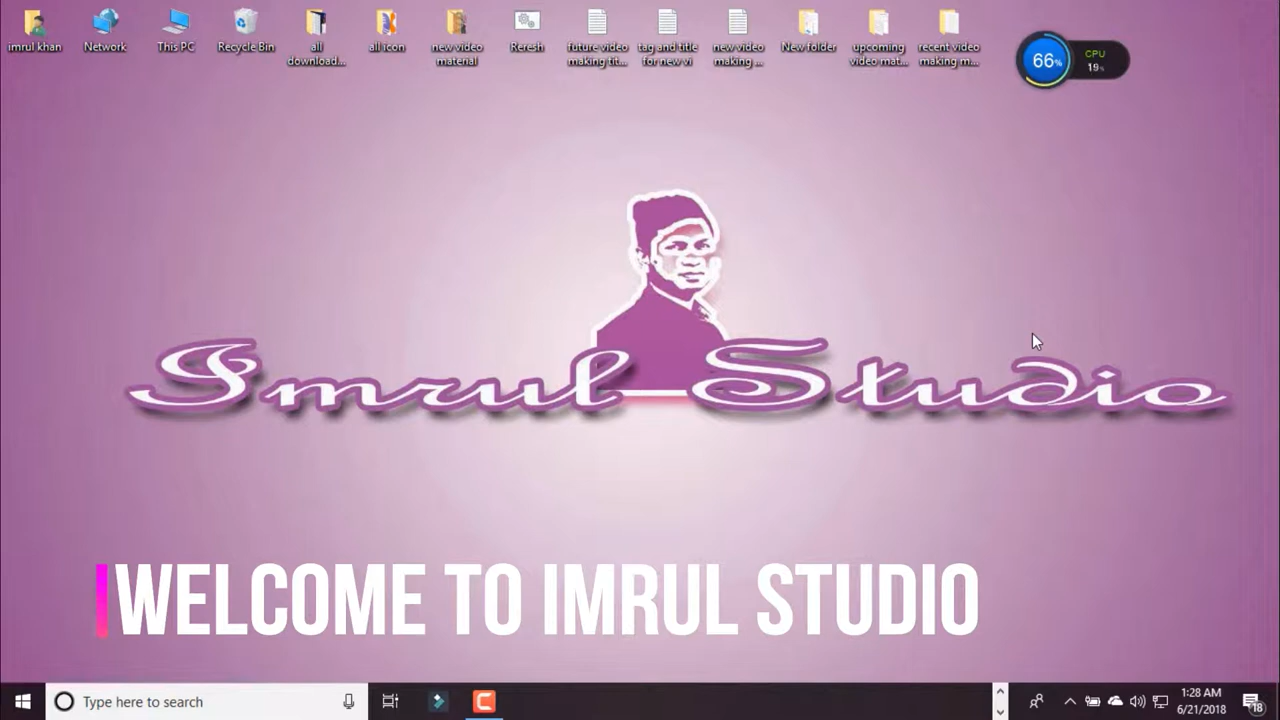 imrul khan
Network
This PC
Recycle Bin
all
download...
all icon
new video
material
Reresh
future video
making tit...
tag and title
for new vi
new video
making ...
New folder
upcoming
video mat...
recent video
making m...
66%
CPU
19%
Imrul Studio
WELCOME TO IMRUL STUDIO
Type here to search
1:28 AM
6/21/2018
18